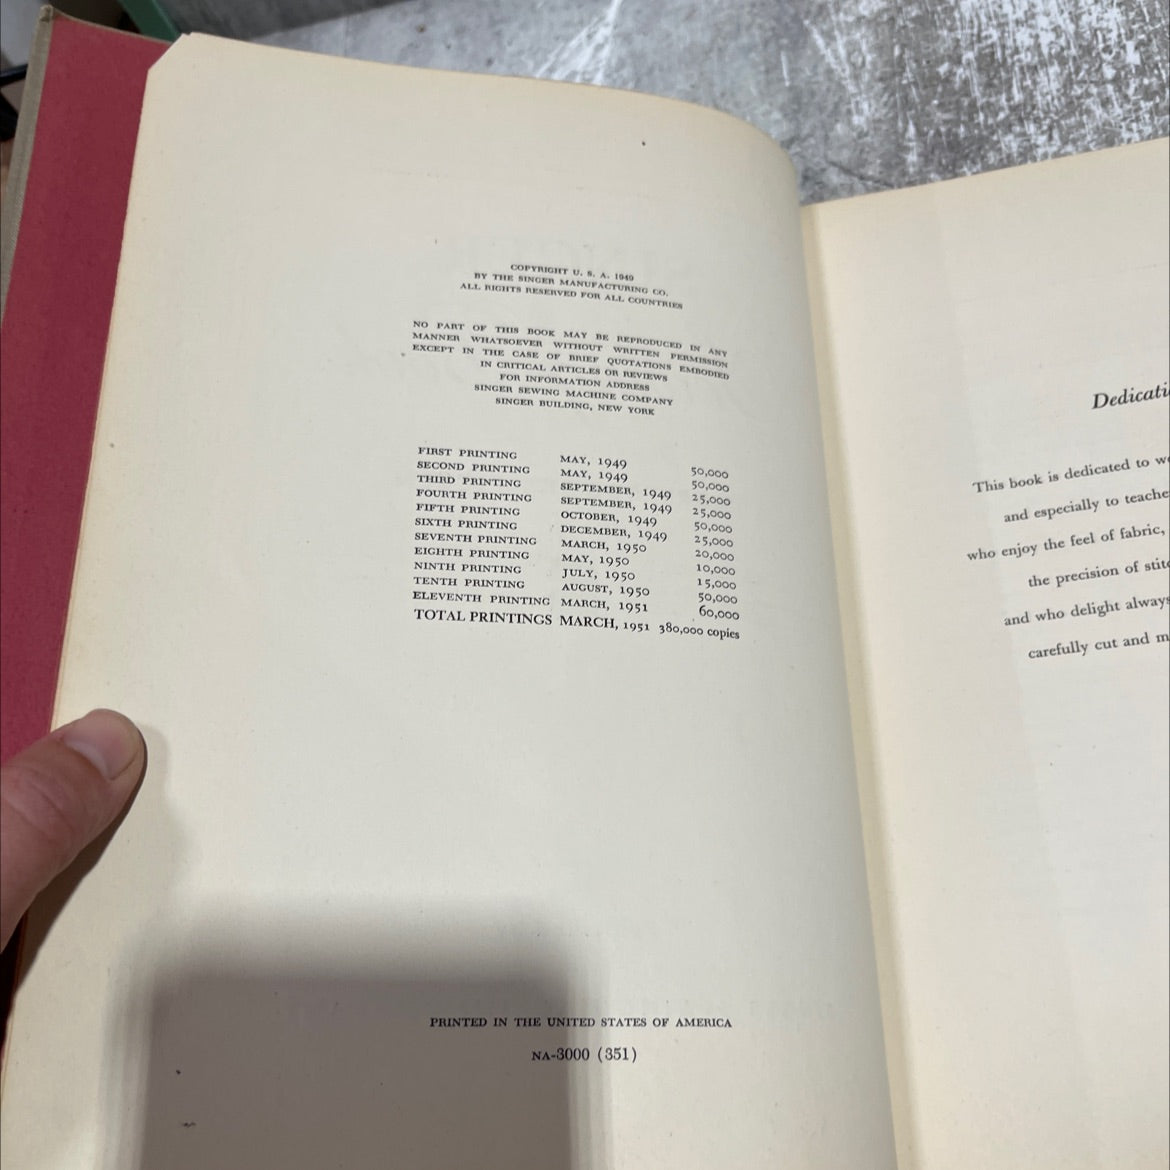 COPYRIGHT U. S. A. 1949
BY THE SINGER MANUFACTURING CO.
ALL RIGHTS RESERVED FOR ALL COUNTRIES
NO PART OF THIS BOOK MAY BE REPRODUCED IN ANY
MANNER WHATSOEVER WITHOUT WRITTEN PERMISSION
EXCEPT IN THE CASE OF BRIEF QUOTATIONS EMBODIED
IN CRITICAL ARTICLES OR REVIEWS
FOR INFORMATION ADDRESS
SINGER SEWING MACHINE COMPANY
SINGER BUILDING, NEW YORK
FIRST PRINTING MAY, 1949 50,000
SECOND PRINTING MAY, 1949 50,000
THIRD PRINTING SEPTEMBER, 1949 25,000
FOURTH PRINTING SEPTEMBER, 1949 25,000
FIFTH PRINTING OCTOBER, 1949 50,000
SIXTH PRINTING DECEMBER, 1949 25,000
SEVENTH PRINTING MARCH, 1950 20,000
EIGHTH PRINTING MAY, 1950 10,000
NINTH PRINTING JULY, 1950 15,000
TENTH PRINTING AUGUST, 1950 50,000
ELEVENTH PRINTING MARCH, 1951 60,000
TOTAL PRINTINGS MARCH, 1951 380,000 copies
PRINTED IN THE UNITED STATES OF AMERICA
NA-3000 (351)
Dedicati
This book is dedicated to w
and especially to teache
who enjoy the feel of fabric,
the precision of stit
and who delight always
carefully cut and m